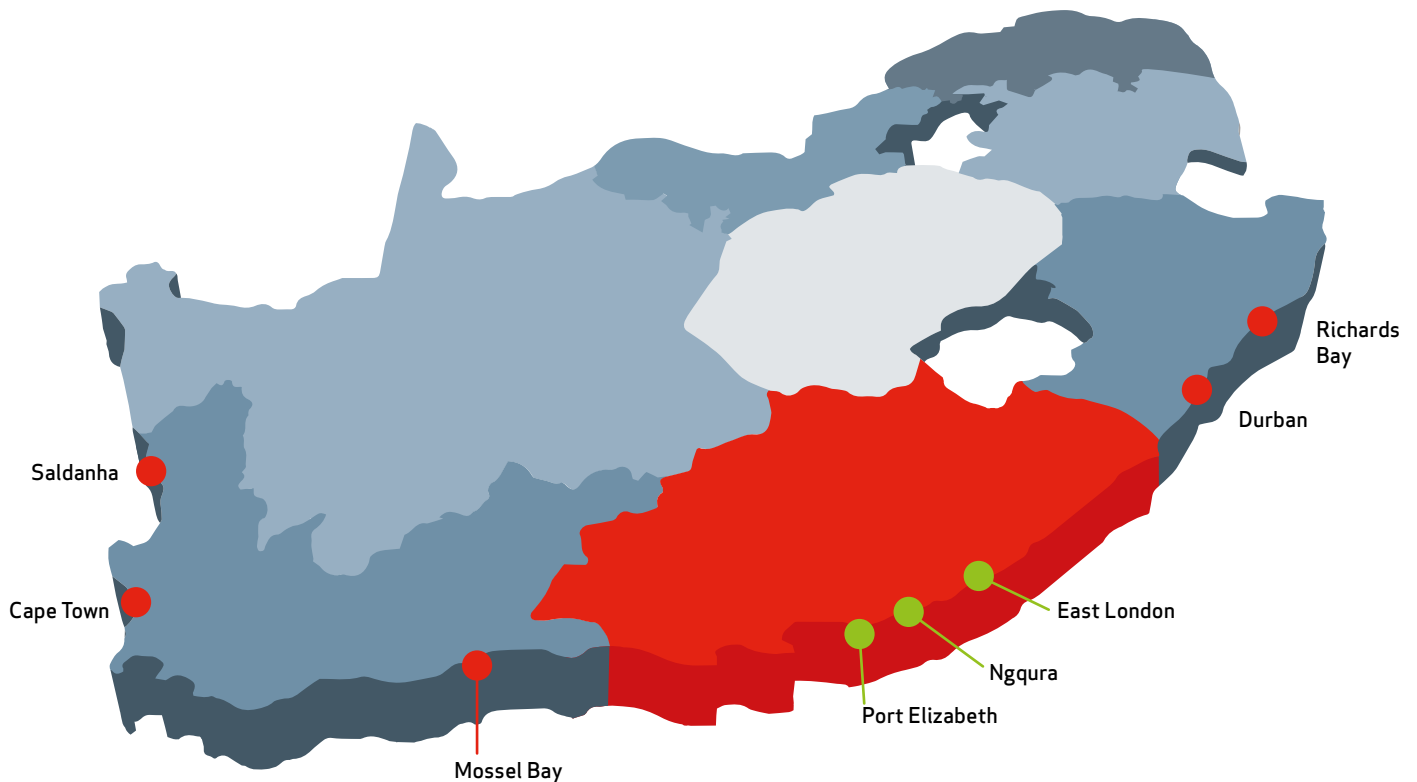 Richards
Bay
Durban
Saldanha
Cape Town
East London
Ngqura
Port Elizabeth
Mossel Bay